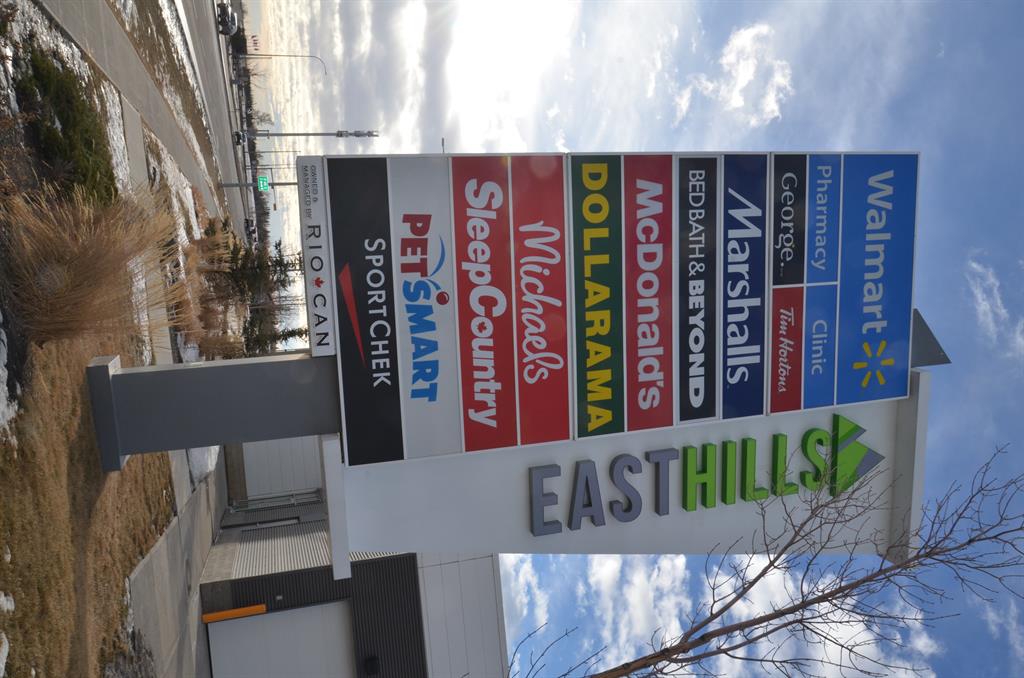 Walmart
Pharmacy
Clinic
George...
Tim Hortons
Marshalls
BED BATH & BEYOND
McDonald's
DOLLARAMA
Michaels
SleepCountry
PETSMART
SPORTCHEK
OWNED &
MANAGED BY
RIOCAN
EASTHILLS